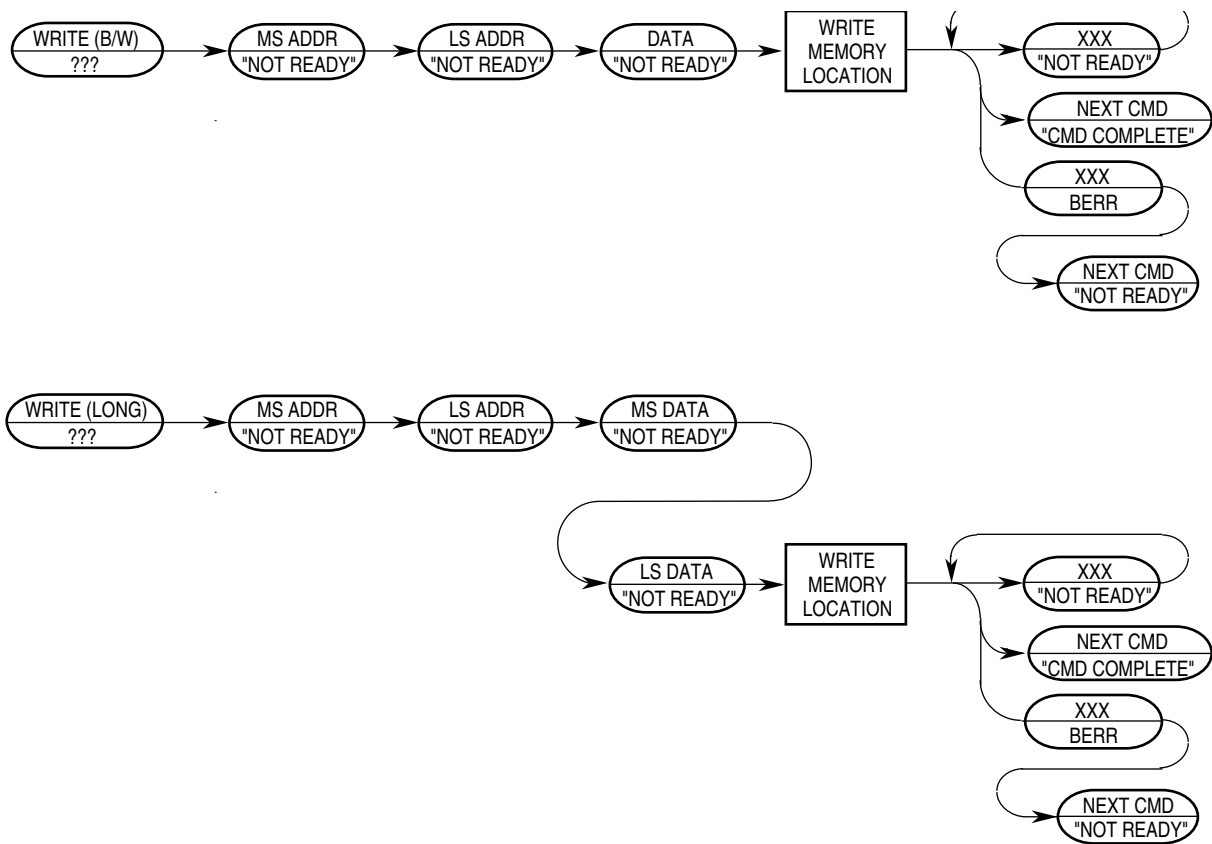 WRITE (B/W)
???
MS ADDR
"NOT READY"
LS ADDR
"NOT READY"
DATA
"NOT READY"
WRITE
MEMORY
LOCATION
XXX
"NOT READY"
NEXT CMD
"CMD COMPLETE"
XXX
BERR
NEXT CMD
"NOT READY"
WRITE (LONG)
???
MS ADDR
"NOT READY"
LS ADDR
"NOT READY"
MS DATA
"NOT READY"
LS DATA
"NOT READY"
WRITE
MEMORY
LOCATION
XXX
"NOT READY"
NEXT CMD
"CMD COMPLETE"
XXX
BERR
NEXT CMD
"NOT READY"